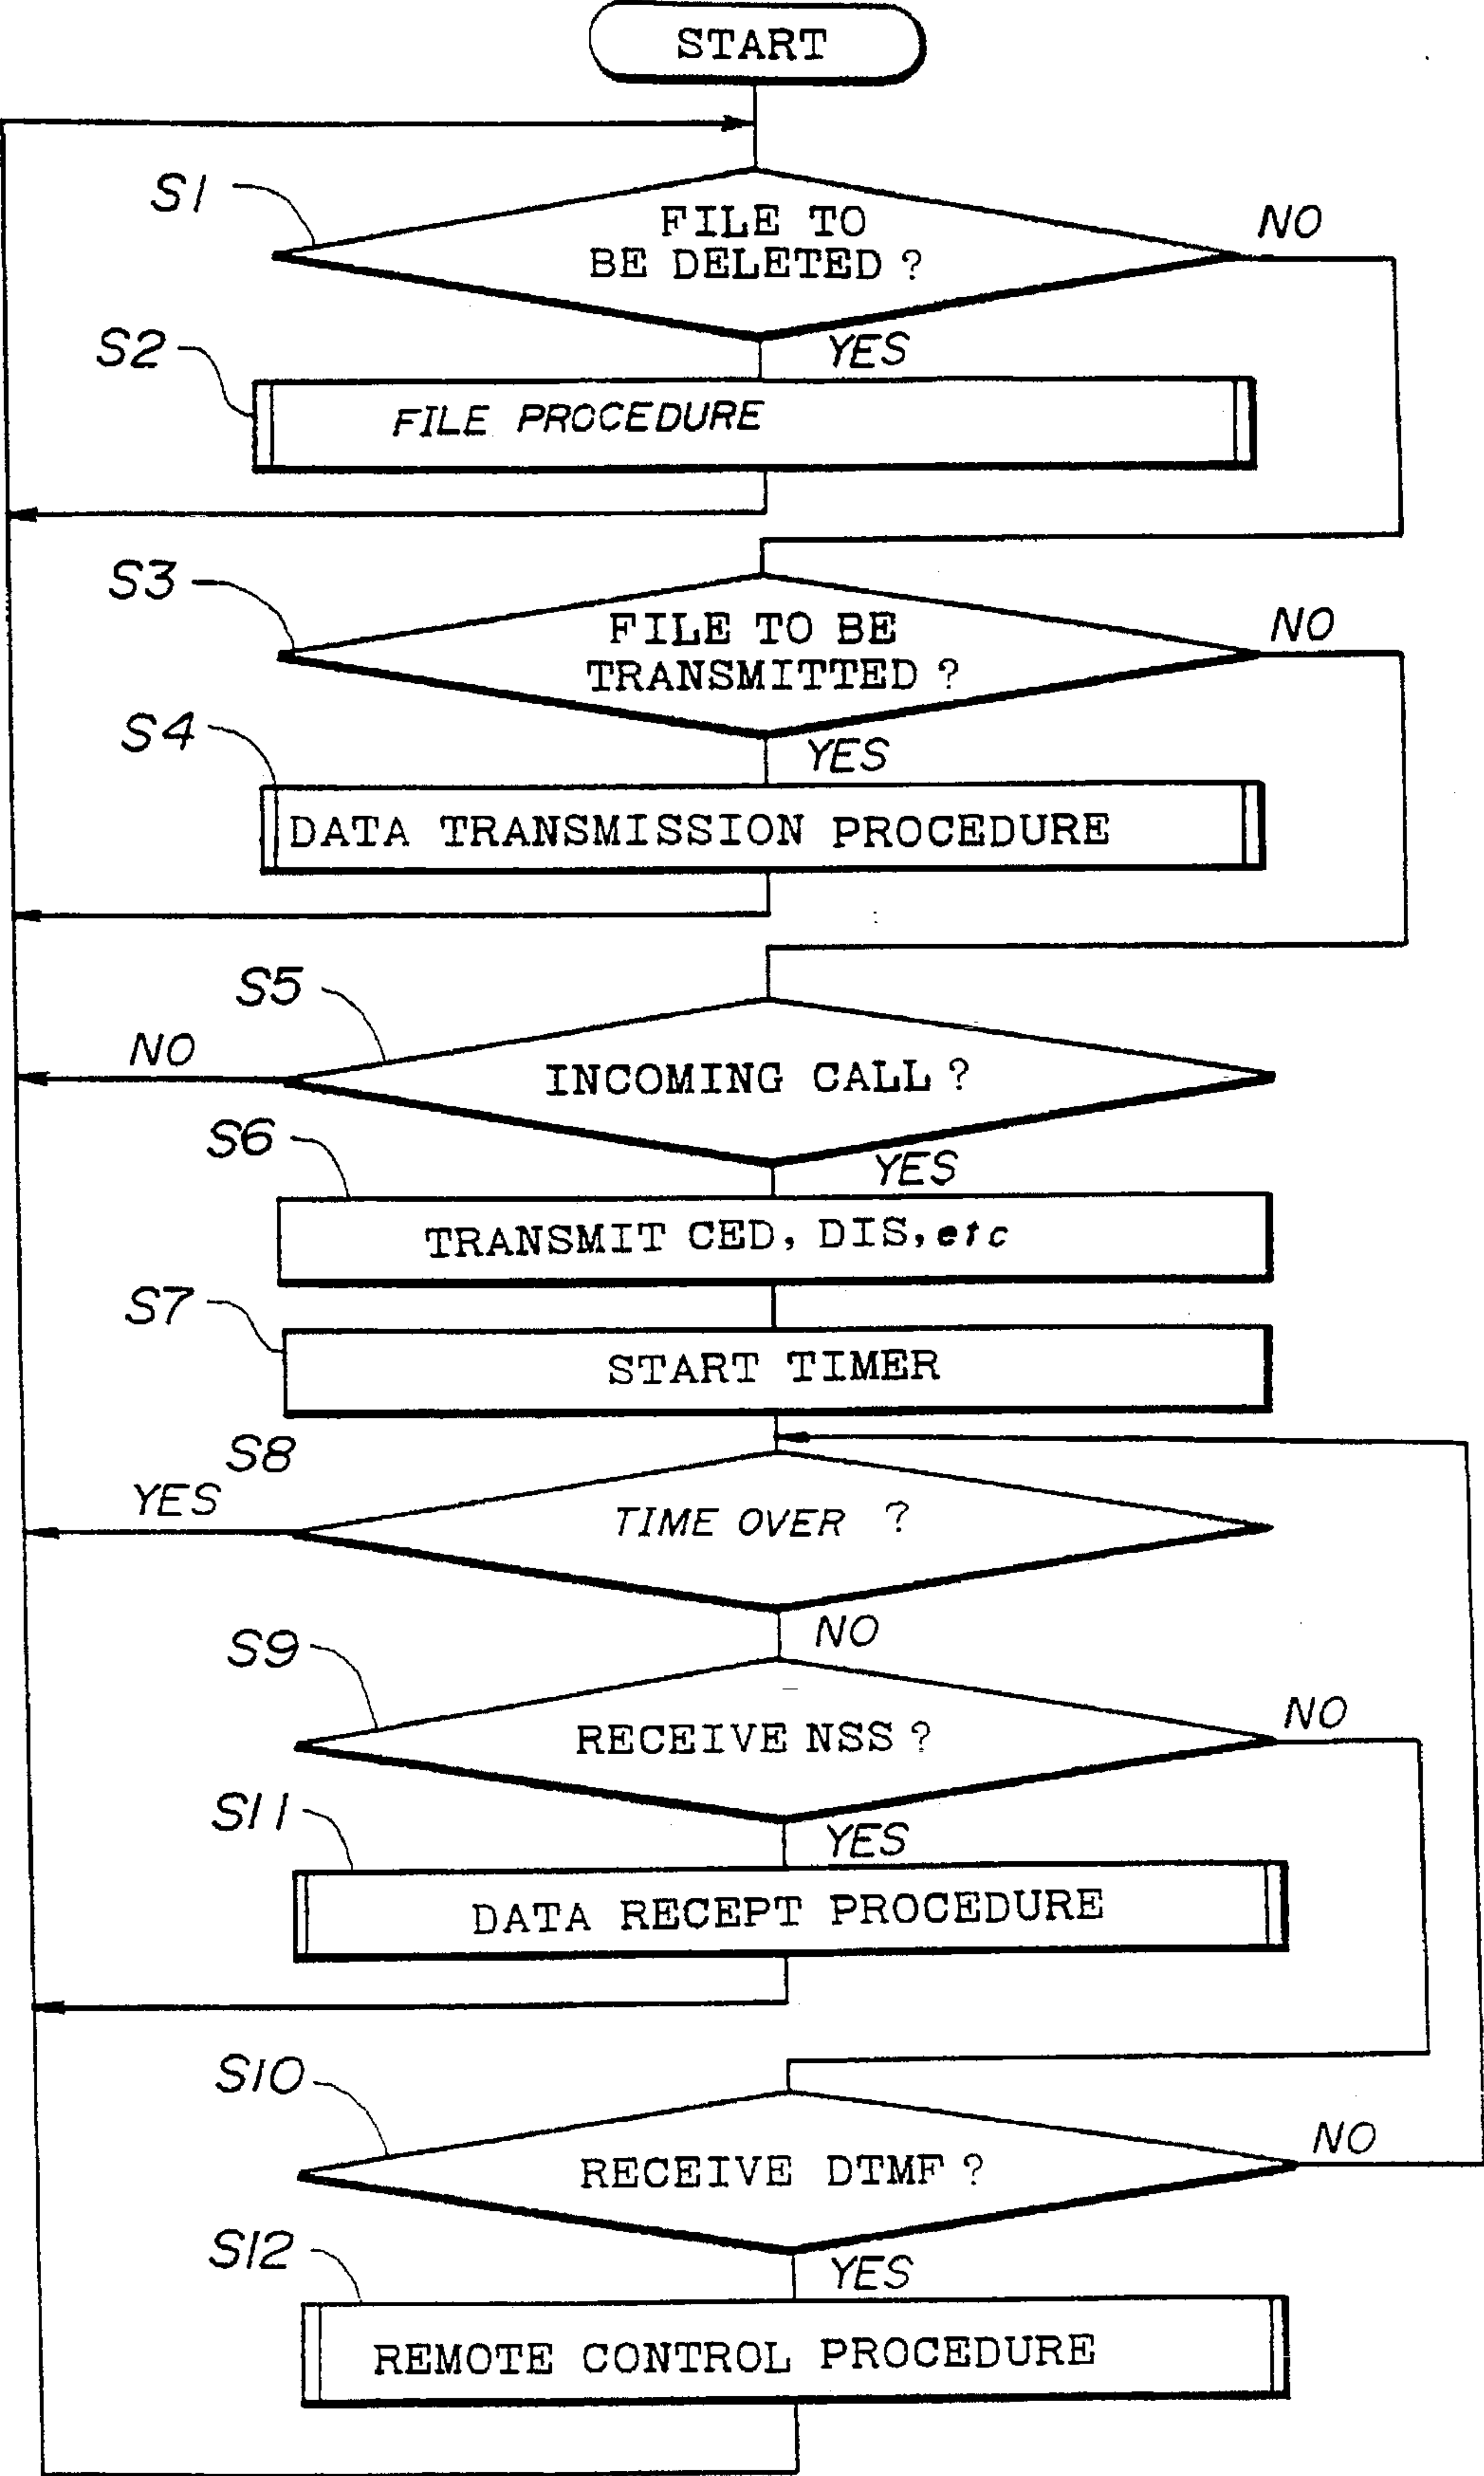 START
S1
FILE TO
BE DELETED ?
NO
YES
S2
FILE PROCEDURE
S3
FILE TO BE
TRANSMITTED ?
NO
YES
S4
DATA TRANSMISSION PROCEDURE
S5
NO
INCOMING CALL ?
YES
S6
TRANSMIT CED, DIS, etc
S7
START TIMER
S8
YES
TIME OVER ?
NO
S9
RECEIVE NSS ?
NO
YES
S11
DATA RECEPT PROCEDURE
S10
RECEIVE DTMF ?
NO
YES
S12
REMOTE CONTROL PROCEDURE